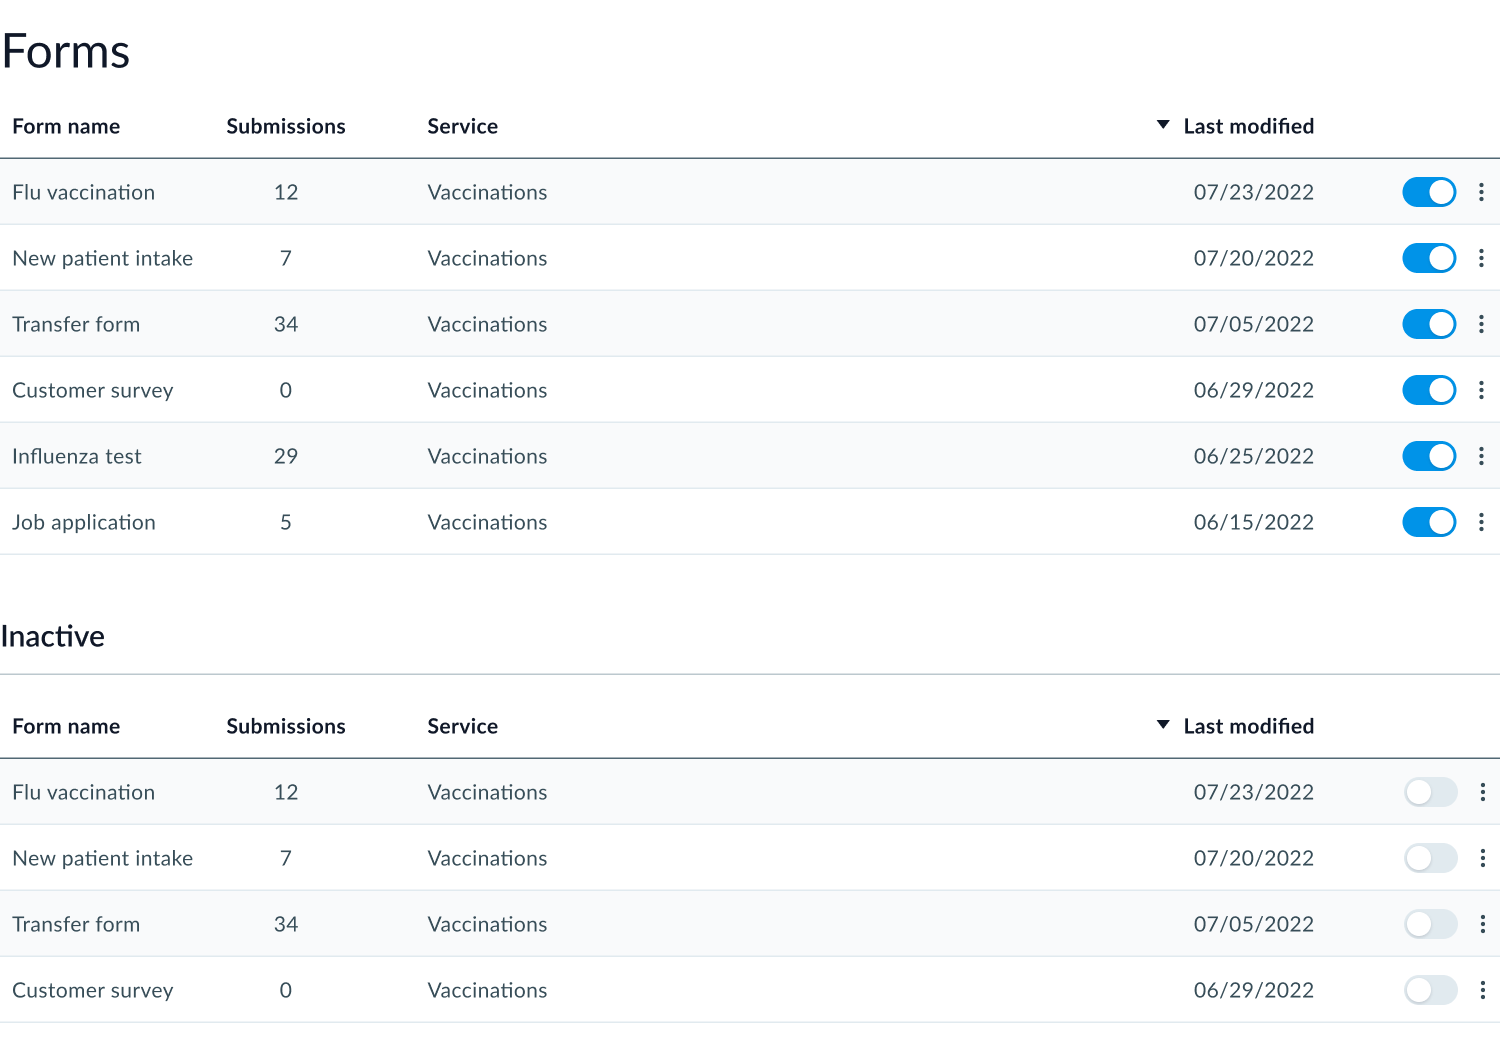 Forms
Form name Submissions Service Last modified
Flu vaccination 12 Vaccinations 07/23/2022
New patient intake 7 Vaccinations 07/20/2022
Transfer form 34 Vaccinations 07/05/2022
Customer survey 0 Vaccinations 06/29/2022
Influenza test 29 Vaccinations 06/25/2022
Job application 5 Vaccinations 06/15/2022
Inactive
Form name Submissions Service Last modified
Flu vaccination 12 Vaccinations 07/23/2022
New patient intake 7 Vaccinations 07/20/2022
Transfer form 34 Vaccinations 07/05/2022
Customer survey 0 Vaccinations 06/29/2022